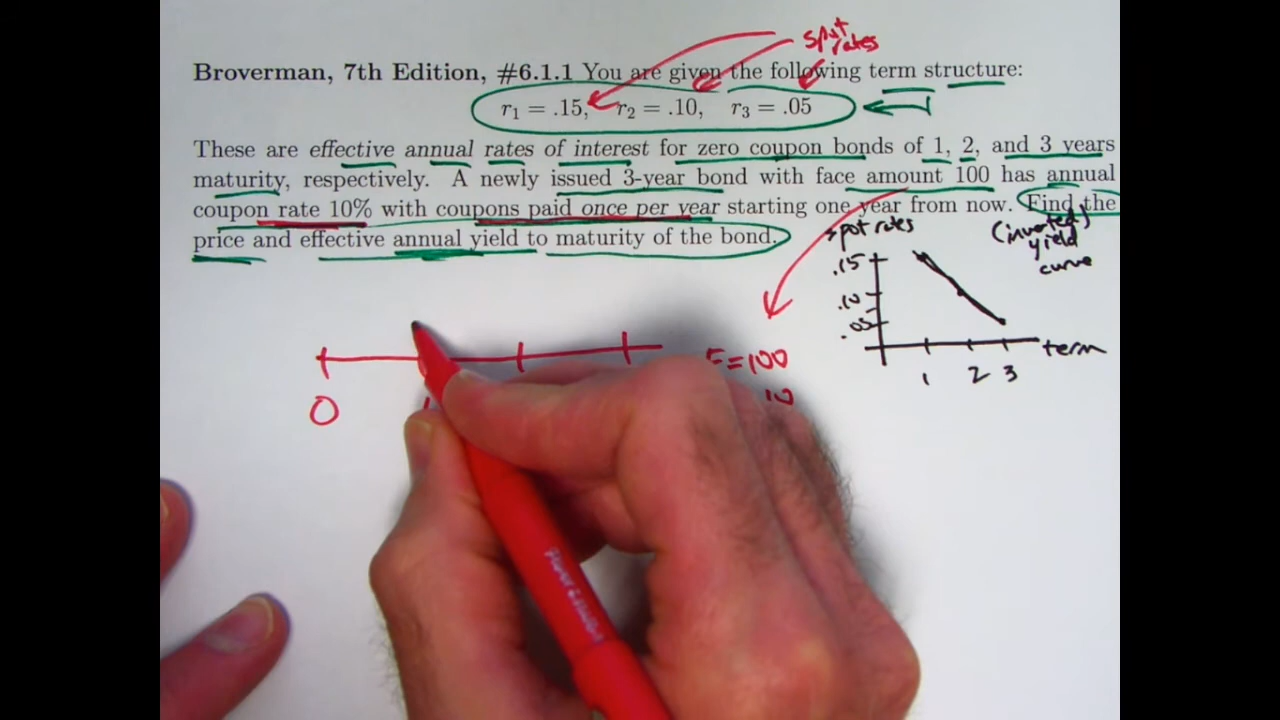 spot
rates
Broverman, 7th Edition, #6.1.1 You are given the following term structure:
r₁ = .15, r₂ = .10, r₃ = .05
These are effective annual rates of interest for zero coupon bonds of 1, 2, and 3 years
maturity, respectively. A newly issued 3-year bond with face amount 100 has annual
coupon rate 10% with coupons paid once per year starting one year from now. Find the
price and effective annual yield to maturity of the bond.
spot rates
(inverted)
yield
curve
.15
.10
.05
term
1 2 3
F=100
10
0